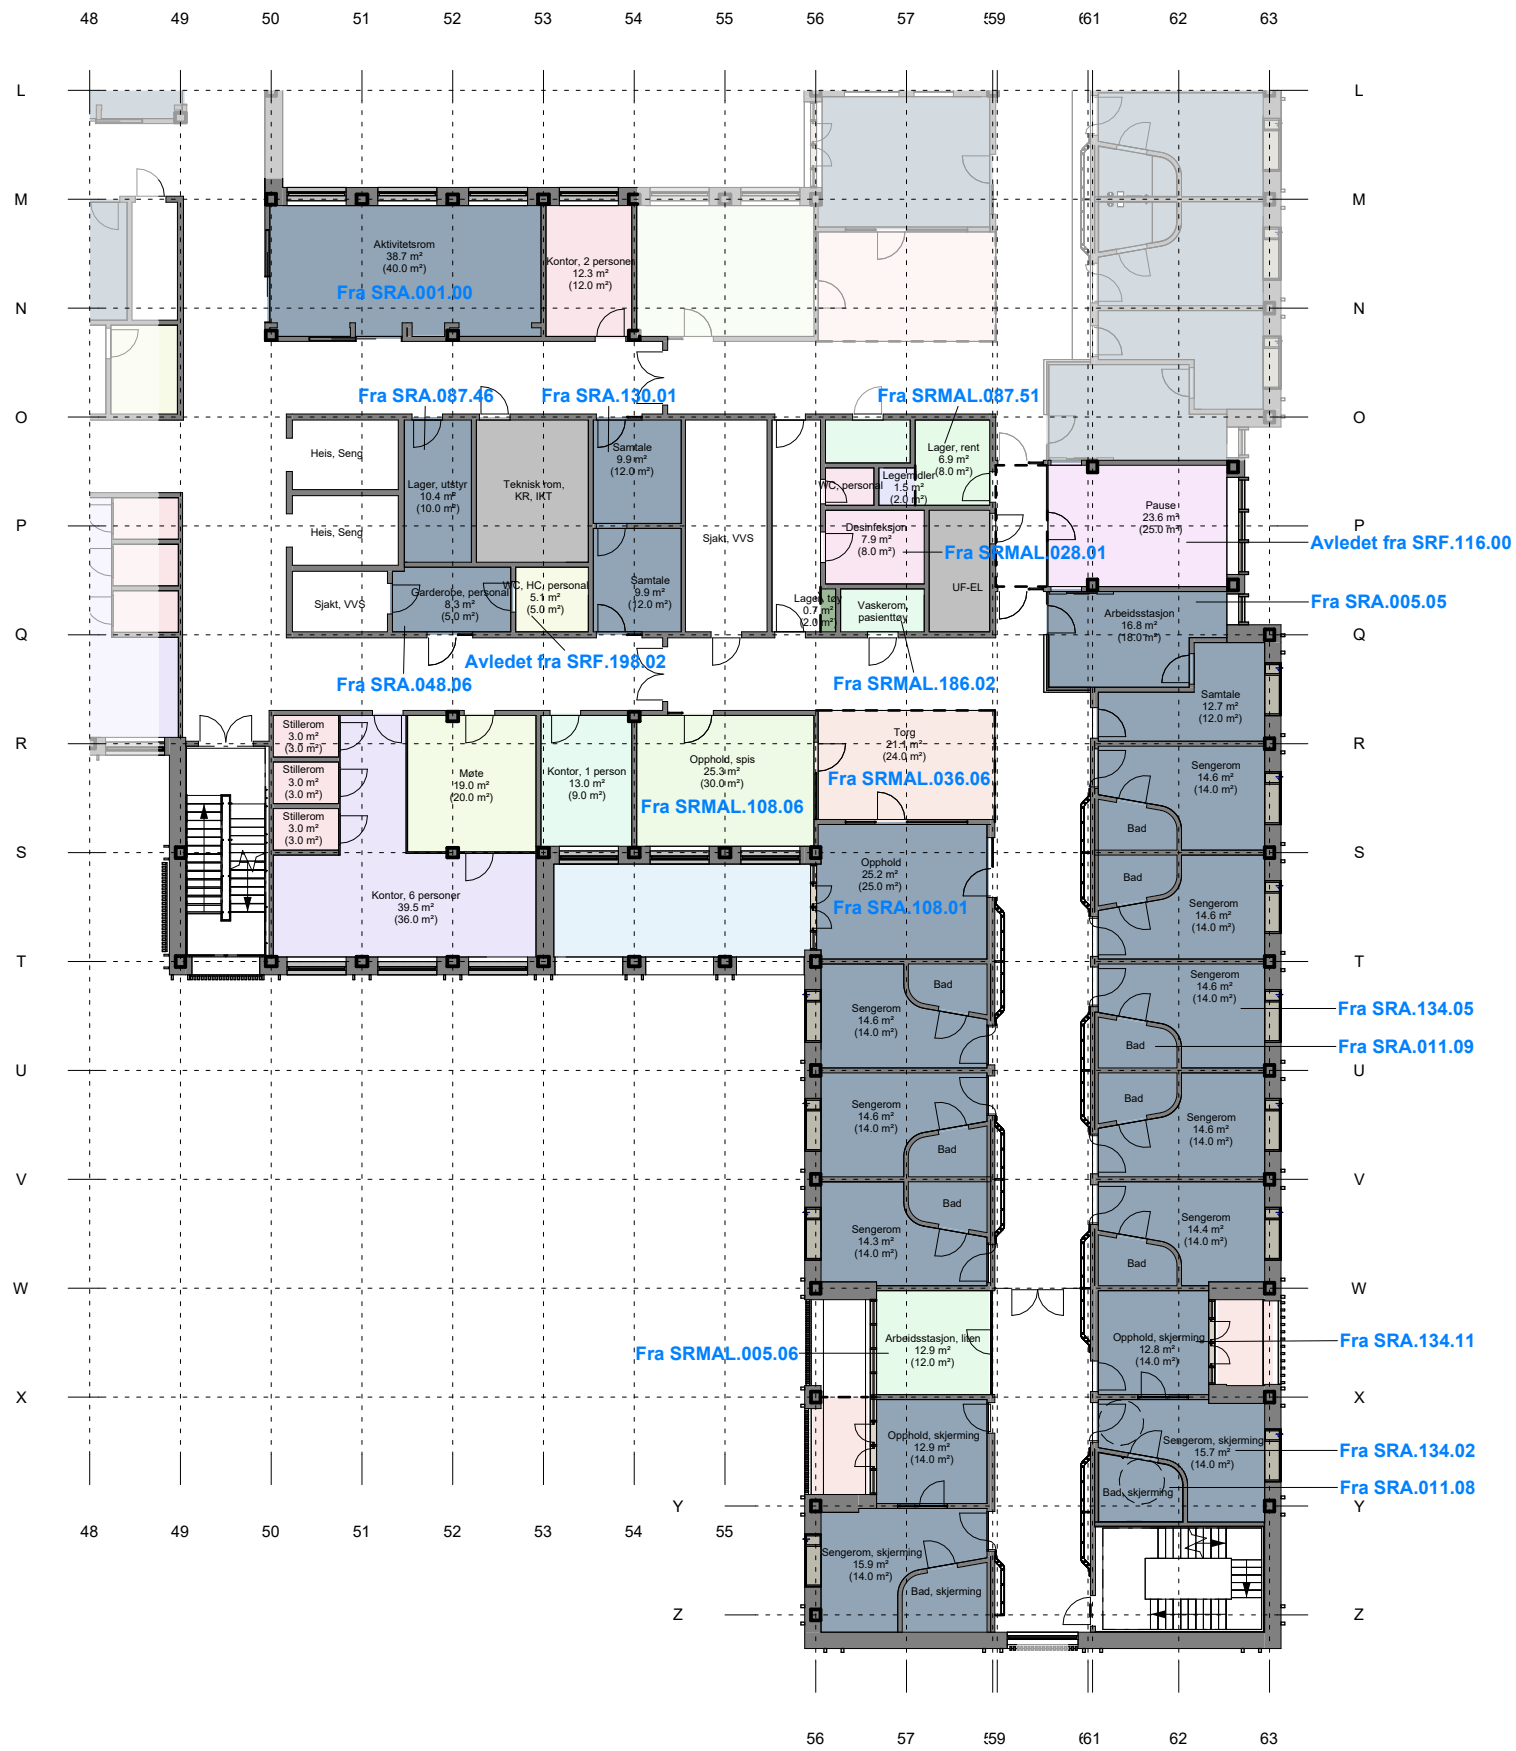 48 49 50 51 52 53 54 55 56 57 59 61 62 63
L L
M M
Aktivitetsrom
38.7 m²
(40.0 m²)
Fra SRA.001.00
Kontor, 2 personer
12.3 m²
(12.0 m²)
N N
Fra SRA.087.46
Fra SRA.130.01
Fra SRMAL.087.51
O O
Heis, Seng
Lager, utstyr
10.4 m²
(10.0 m²)
Teknisk rom,
KR, IKT
Samtale
9.9 m²
(12.0 m²)
Lager, rent
6.9 m²
(8.0 m²)
WC, personal
Legemidler
1.5 m²
(2.0 m²)
Pause
23.6 m²
(25.0 m²)
P P
Heis, Seng
Sjakt, VVS
Desinfeksjon
7.9 m²
(8.0 m²)
Fra SRMAL.028.01
Avledet fra SRF.116.00
Sjakt, VVS
Garderobe, personal
8.3 m²
(5.0 m²)
WC, HC, personal
5.1 m²
(5.0 m²)
Samtale
9.9 m²
(12.0 m²)
Lager, tøy
0.7 m²
(2.0 m²)
Vaskerom,
pasienttøy
UF-EL
Arbeidsstasjon
16.8 m²
(18.0 m²)
Fra SRA.005.05
Q Q
Avledet fra SRF.198.02
Fra SRA.048.06
Fra SRMAL.186.02
Samtale
12.7 m²
(12.0 m²)
Stillerom
3.0 m²
(3.0 m²)
Torg
21.1 m²
(24.0 m²)
Fra SRMAL.036.06
R R
Stillerom
3.0 m²
(3.0 m²)
Møte
19.0 m²
(20.0 m²)
Kontor, 1 person
13.0 m²
(9.0 m²)
Opphold, spis
25.3 m²
(30.0 m²)
Fra SRMAL.108.06
Sengerom
14.6 m²
(14.0 m²)
Stillerom
3.0 m²
(3.0 m²)
Bad
S S
Kontor, 6 personer
39.5 m²
(36.0 m²)
Opphold
25.2 m²
(25.0 m²)
Fra SRA.108.01
Bad
Sengerom
14.6 m²
(14.0 m²)
T T
Bad
Sengerom
14.6 m²
(14.0 m²)
Sengerom
14.6 m²
(14.0 m²)
Fra SRA.134.05
Bad
Fra SRA.011.09
U U
Sengerom
14.6 m²
(14.0 m²)
Bad
Bad
Sengerom
14.6 m²
(14.0 m²)
V V
Bad
Sengerom
14.3 m²
(14.0 m²)
Sengerom
14.4 m²
(14.0 m²)
Bad
W W
Fra SRMAL.005.06
Arbeidsstasjon, liten
12.9 m²
(12.0 m²)
Opphold, skjerming
12.8 m²
(14.0 m²)
Fra SRA.134.11
X X
Opphold, skjerming
12.9 m²
(14.0 m²)
Sengerom, skjerming
15.7 m²
(14.0 m²)
Fra SRA.134.02
Bad, skjerming
Fra SRA.011.08
Y Y
48 49 50 51 52 53 54 55
Sengerom, skjerming
15.9 m²
(14.0 m²)
Bad, skjerming
Z Z
56 57 59 61 62 63